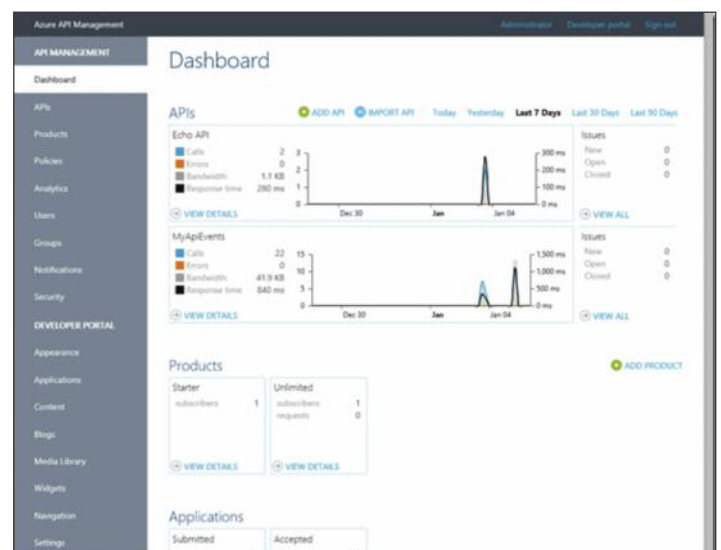 Azure API Management
Administrator Developer portal Sign out
API MANAGEMENT
Dashboard
APIs
Products
Policies
Analytics
Users
Groups
Notifications
Security
DEVELOPER PORTAL
Appearance
Applications
Content
Blogs
Media Library
Widgets
Navigation
Settings
Dashboard
APIs
ADD API IMPORT API Today Yesterday Last 7 Days Last 30 Days Last 90 Days
Echo API
Calls 2
Errors 0
Bandwidth 1.1 KB
Response time 280 ms
VIEW DETAILS
3
2
1
0
Dec 30 Jan Jan 04
300 ms
200 ms
100 ms
0 ms
Issues
New 0
Open 0
Closed 0
VIEW ALL
MyApiEvents
Calls 22
Errors 0
Bandwidth 41.9 KB
Response time 840 ms
VIEW DETAILS
15
10
5
0
Dec 30 Jan Jan 04
1,500 ms
1,000 ms
500 ms
0 ms
Issues
New 0
Open 0
Closed 0
VIEW ALL
Products
ADD PRODUCT
Starter
subscribers 1
VIEW DETAILS
Unlimited
subscribers 1
requests 0
VIEW DETAILS
Applications
Submitted
Accepted